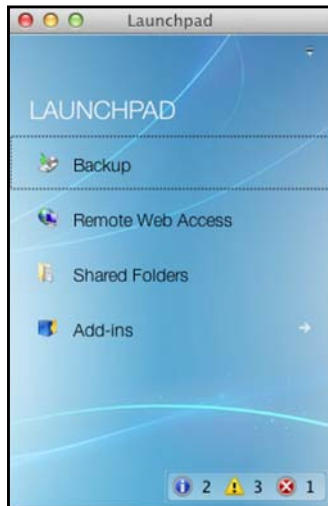 Launchpad
LAUNCHPAD
Backup
Remote Web Access
Shared Folders
Add-ins
2 3 1